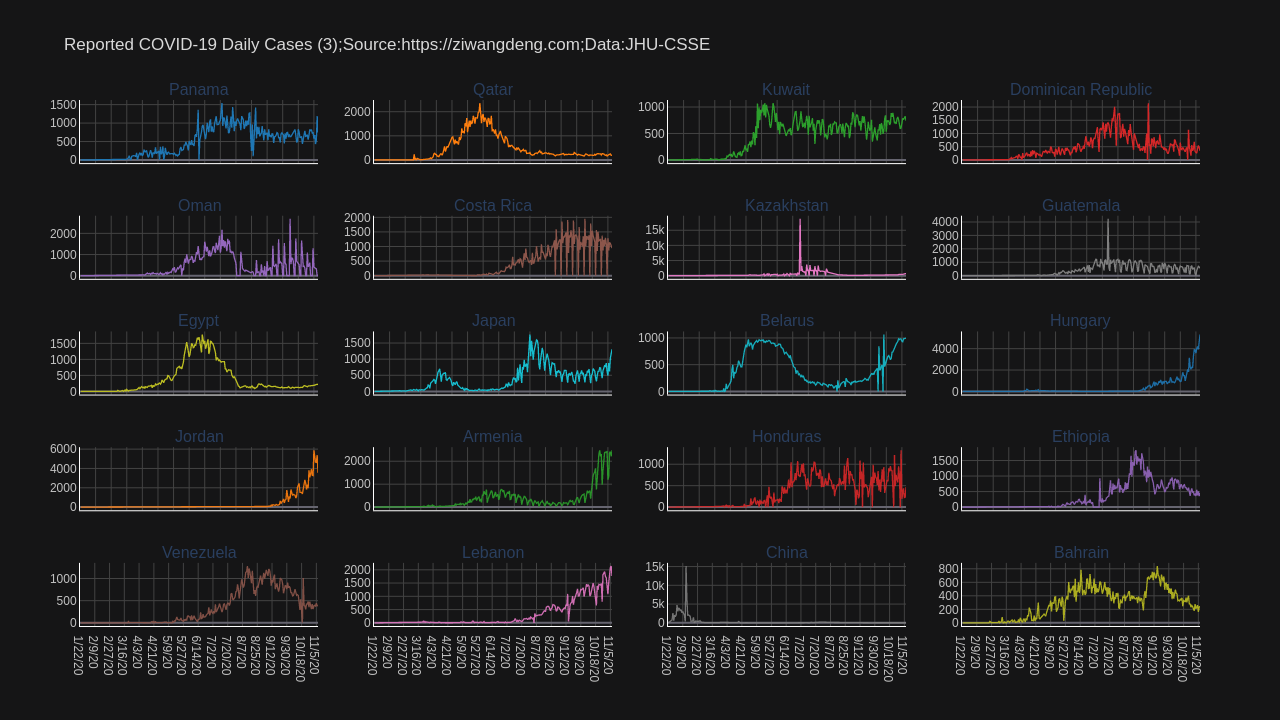 Reported COVID-19 Daily Cases (3);Source:https://ziwangdeng.com;Data:JHU-CSSE
Panama Qatar Kuwait Dominican Republic
1500 1000 500 0
2000 1000 0
1000 500 0
2000 1500 1000 500 0
Oman Costa Rica Kazakhstan Guatemala
2000 1000 0
2000 1500 1000 500 0
15k 10k 5k 0
4000 3000 2000 1000 0
Egypt Japan Belarus Hungary
1500 1000 500 0
1500 1000 500 0
1000 500 0
4000 2000 0
Jordan Armenia Honduras Ethiopia
6000 4000 2000 0
2000 1000 0
1000 500 0
1500 1000 500 0
Venezuela Lebanon China Bahrain
1000 500 0
2000 1500 1000 500 0
15k 10k 5k 0
800 600 400 200 0
1/22/20 2/9/20 2/27/20 3/16/20 4/3/20 4/21/20 5/9/20 5/27/20 6/14/20 7/2/20 7/20/20 8/7/20 8/25/20 9/12/20 9/30/20 10/18/20 11/5/20
1/22/20 2/9/20 2/27/20 3/16/20 4/3/20 4/21/20 5/9/20 5/27/20 6/14/20 7/2/20 7/20/20 8/7/20 8/25/20 9/12/20 9/30/20 10/18/20 11/5/20
1/22/20 2/9/20 2/27/20 3/16/20 4/3/20 4/21/20 5/9/20 5/27/20 6/14/20 7/2/20 7/20/20 8/7/20 8/25/20 9/12/20 9/30/20 10/18/20 11/5/20
1/22/20 2/9/20 2/27/20 3/16/20 4/3/20 4/21/20 5/9/20 5/27/20 6/14/20 7/2/20 7/20/20 8/7/20 8/25/20 9/12/20 9/30/20 10/18/20 11/5/20